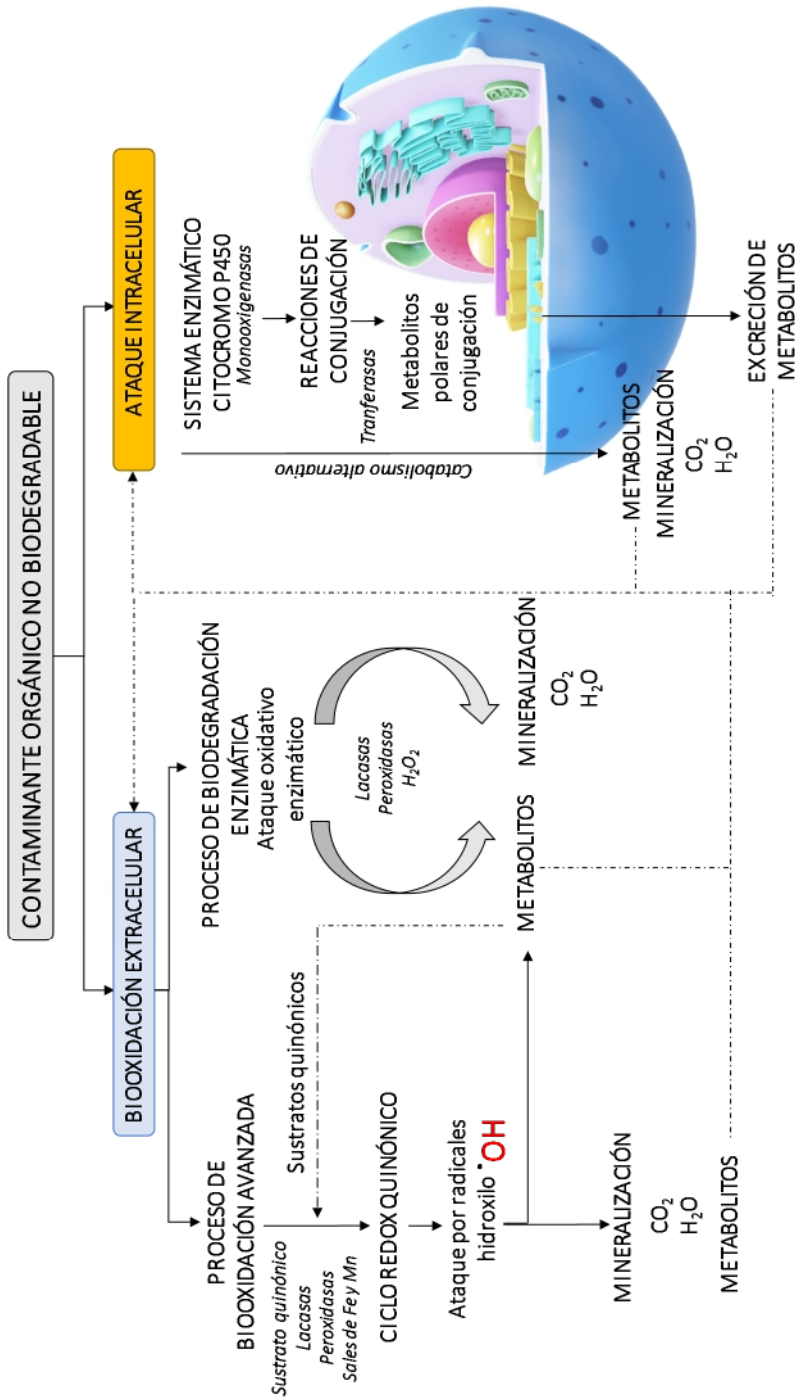 CONTAMINANTE ORGÁNICO NO BIODEGRADABLE
BIOOXIDACIÓN EXTRACELULAR
PROCESO DE
BIOOXIDACIÓN AVANZADA
Sustrato quinónico
Lacasas
Peroxidasas
Sales de Fe y Mn
CICLO REDOX QUINÓNICO
Ataque por radicales
hidroxilo •OH
MINERALIZACIÓN
CO2
H2O
METABOLITOS
Sustratos quinónicos
PROCESO DE BIODEGRADACIÓN
ENZIMÁTICA
Ataque oxidativo
enzimático
Lacasas
Peroxidasas
H2O2
METABOLITOS
MINERALIZACIÓN
CO2
H2O
ATAQUE INTRACELULAR
SISTEMA ENZIMÁTICO
CITOCROMO P450
Monooxigenasas
REACCIONES DE
CONJUGACIÓN
Tranferasas
Metabolitos
polares de
conjugación
Catabolismo alternativo
METABOLITOS
MINERALIZACIÓN
CO2
H2O
EXCRECIÓN DE
METABOLITOS